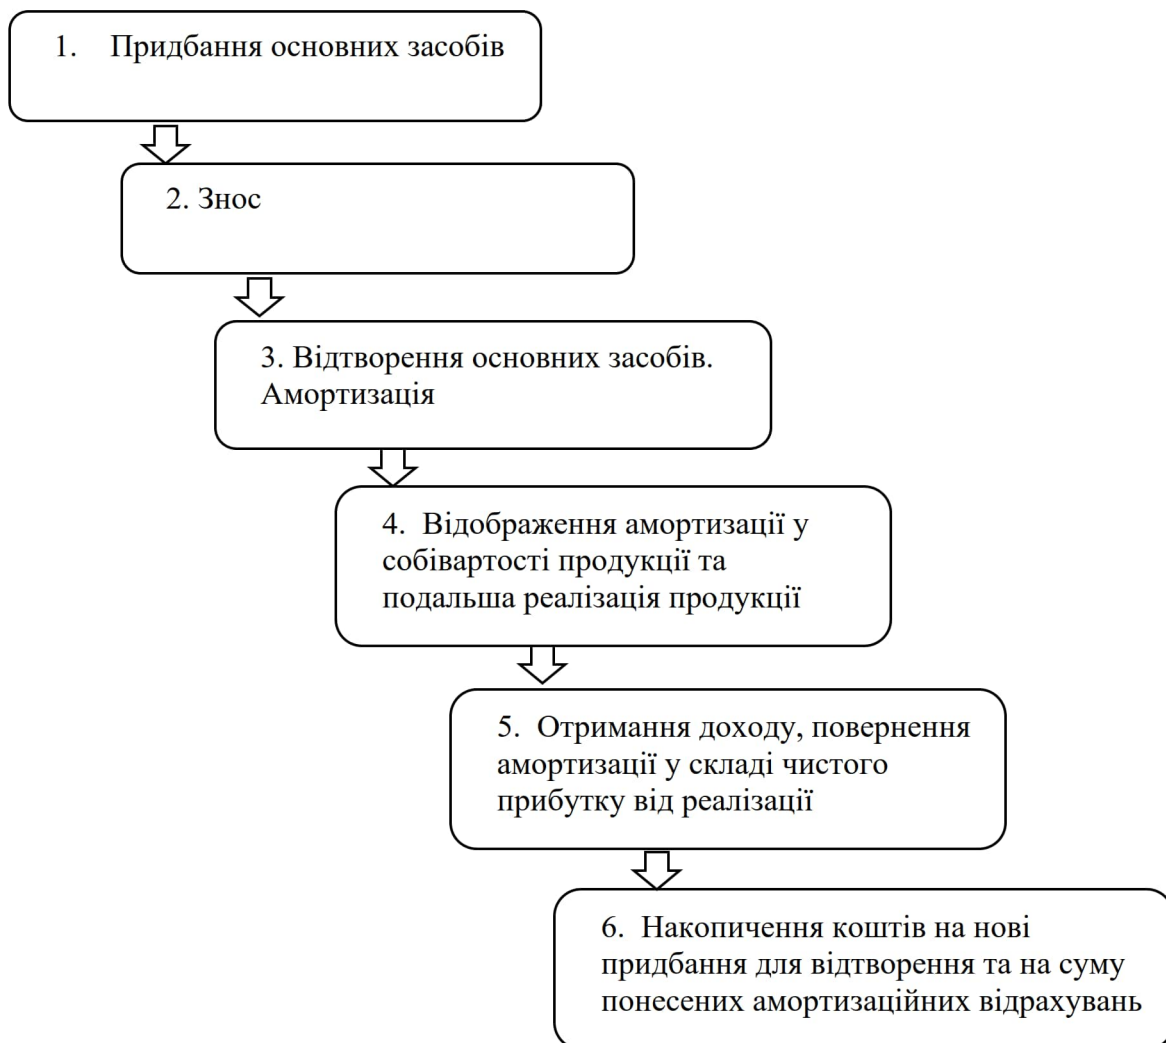 1. Придбання основних засобів
2. Знос
3. Відтворення основних засобів.
Амортизація
4. Відображення амортизації у
собівартості продукції та
подальша реалізація продукції
5. Отримання доходу, повернення
амортизації у складі чистого
прибутку від реалізації
6. Накопичення коштів на нові
придбання для відтворення та на суму
понесених амортизаційних відрахувань